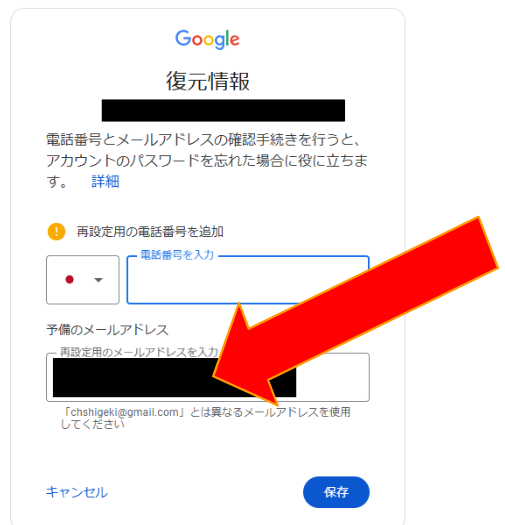 Google
復元情報
電話番号とメールアドレスの確認手続きを行うと、
アカウントのパスワードを忘れた場合に役に立ちま
す。 詳細
! 再設定用の電話番号を追加
電話番号を入力
予備のメールアドレス
再設定用のメールアドレスを入力
「chshigeki@gmail.com」とは異なるメールアドレスを使用
してください
キャンセル 保存